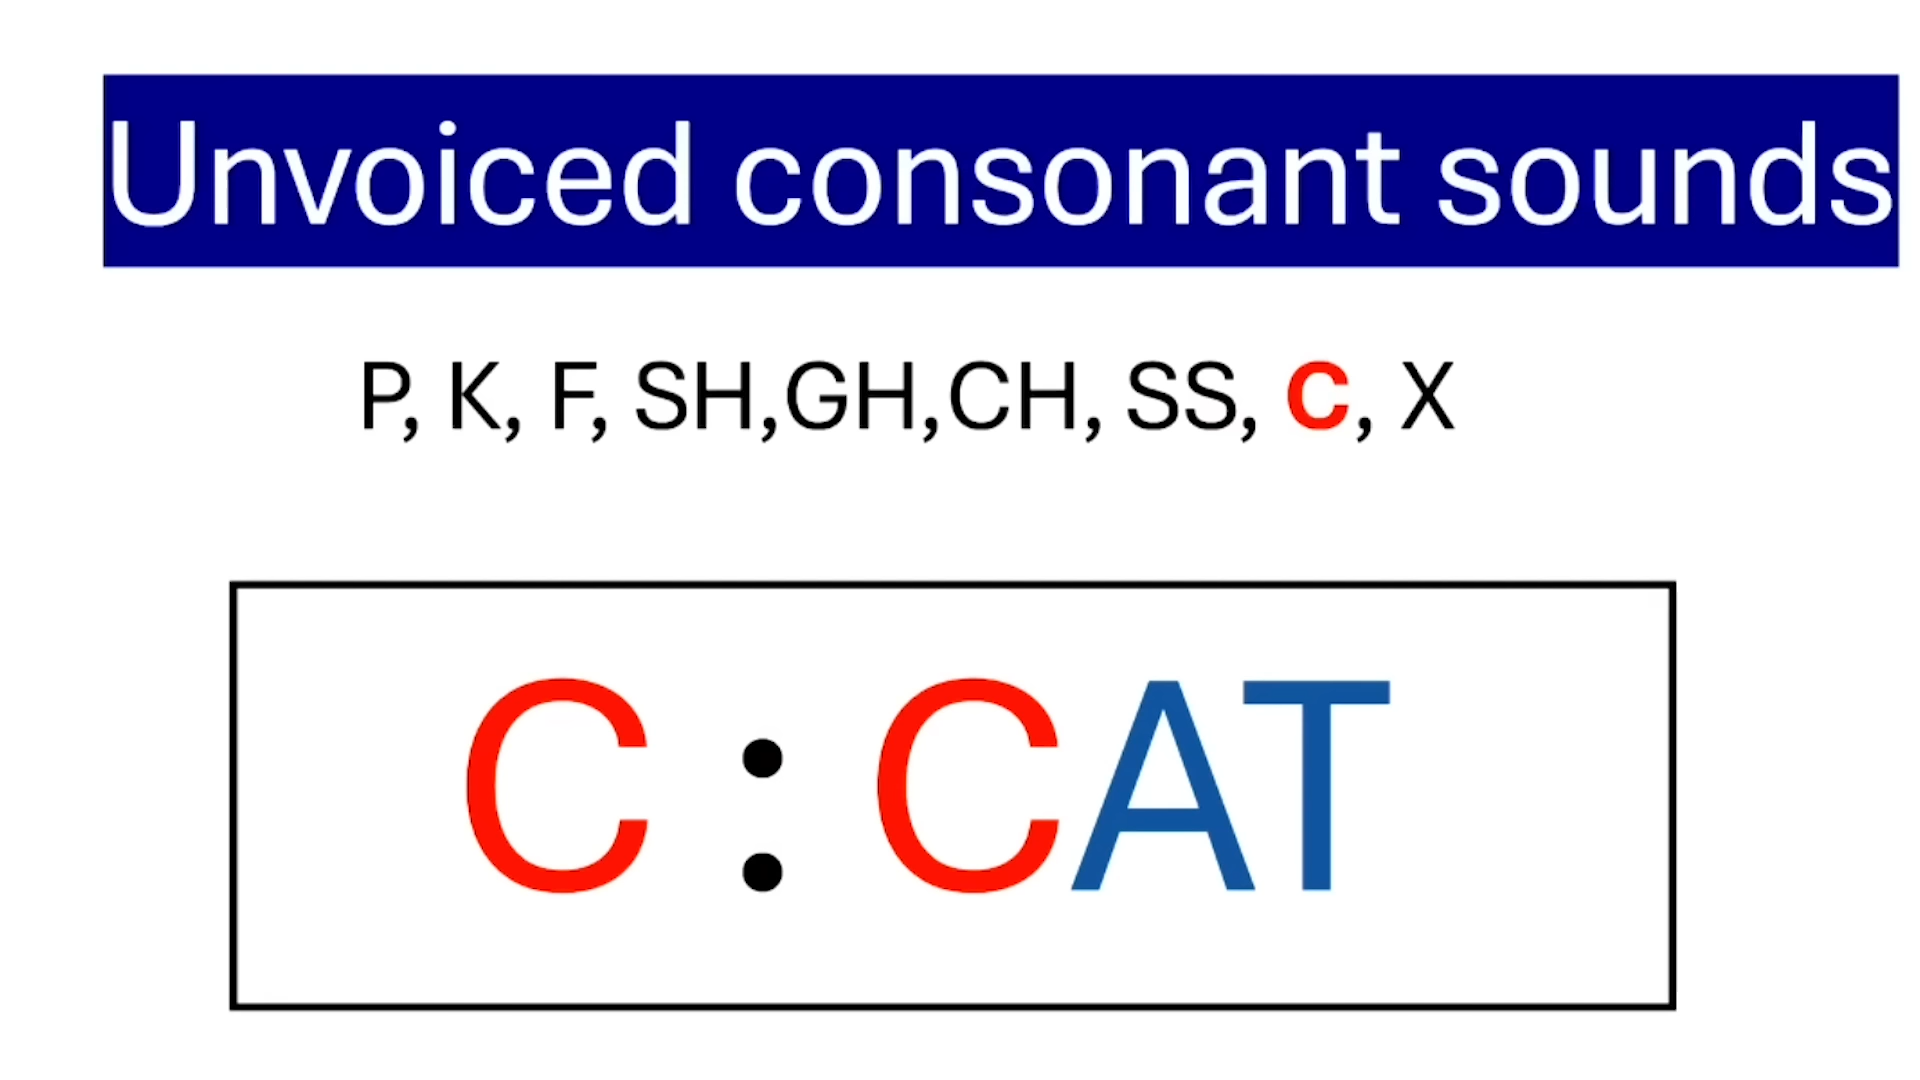 Unvoiced consonant sounds
P, K, F, SH,GH,CH, SS, C, X
C : CAT